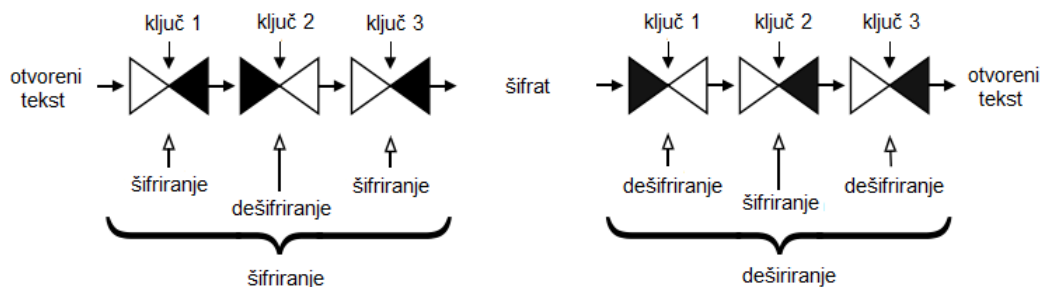 ključ 1 ključ 2 ključ 3
otvoreni
tekst
šifriranje
dešifriranje
šifriranje
šifriranje
šifrat
ključ 1 ključ 2 ključ 3
otvoreni
tekst
dešifriranje
šifriranje
dešifriranje
deširiranje